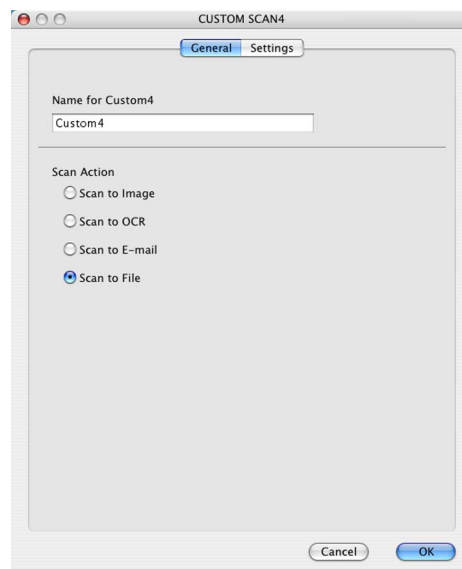 CUSTOM SCAN4
General Settings
Name for Custom4
Custom4
Scan Action
Scan to Image
Scan to OCR
Scan to E-mail
Scan to File
Cancel OK